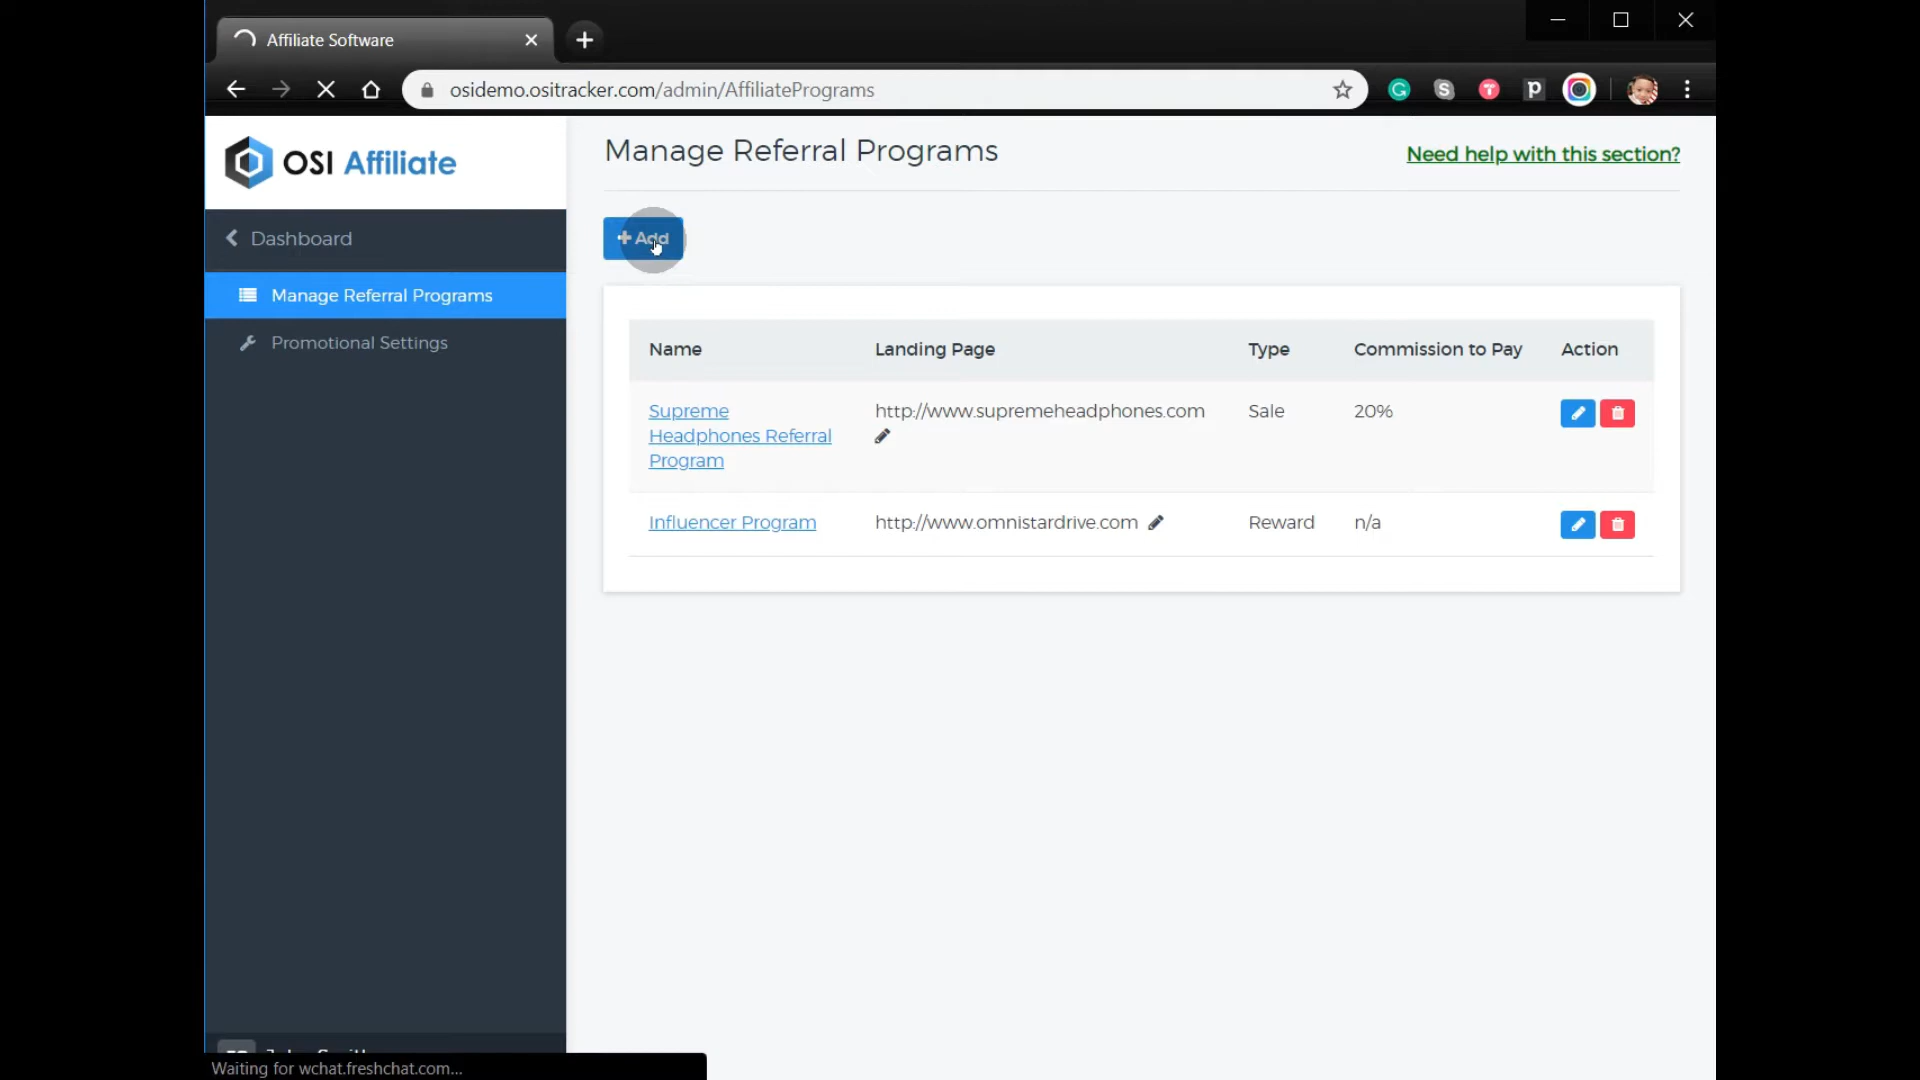 Affiliate Software
osidemo.ositracker.com/admin/AffiliatePrograms
OSI Affiliate
Manage Referral Programs
Need help with this section?
Dashboard
Add
Manage Referral Programs
Promotional Settings
Name Landing Page Type Commission to Pay Action
Supreme http://www.supremeheadphones.com Sale 20%
Headphones Referral
Program
Influencer Program http://www.omnistardrive.com Reward n/a
Waiting for wchat.freshchat.com...